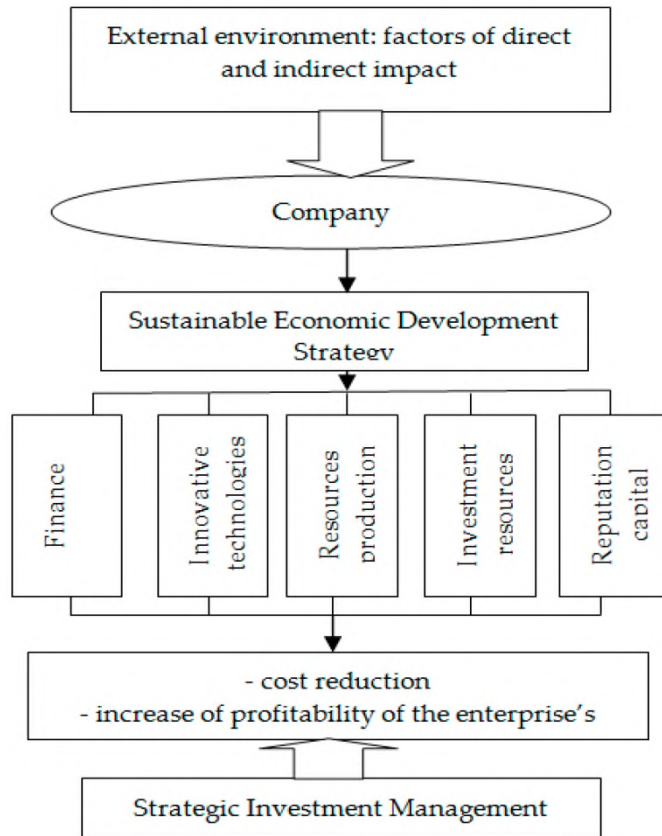 External environment: factors of direct
and indirect impact
Company
Sustainable Economic Development
Strategy
Finance
Innovative
technologies
Resources
production
Investment
resources
Reputation
capital
- cost reduction
- increase of profitability of the enterprise's
Strategic Investment Management